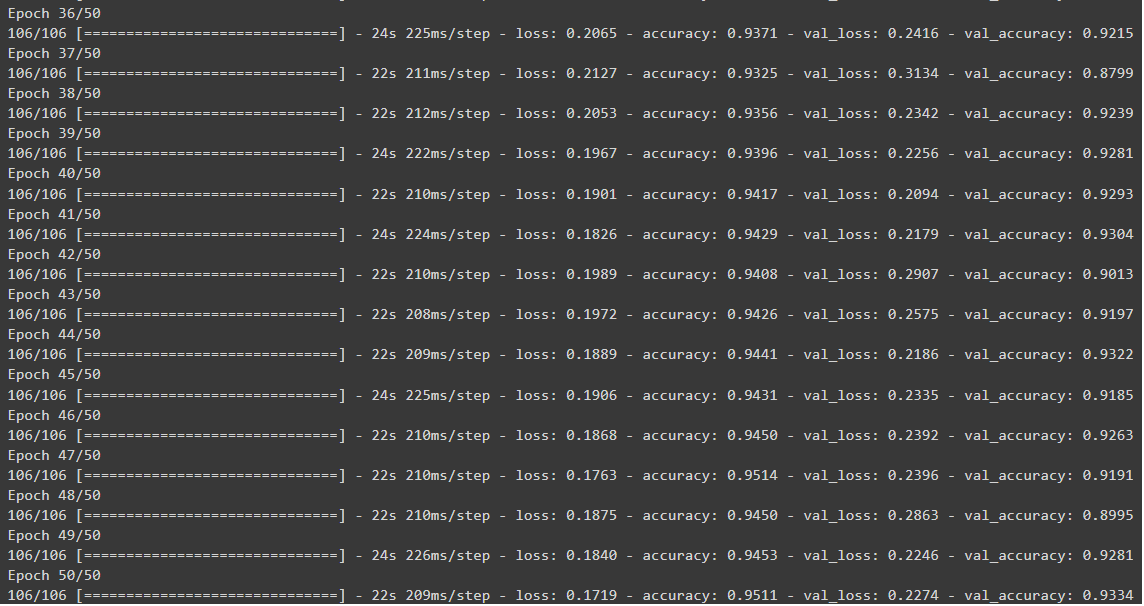 Epoch 36/50
106/106 [==============================] - 24s 225ms/step - loss: 0.2065 - accuracy: 0.9371 - val_loss: 0.2416 - val_accuracy: 0.9215
Epoch 37/50
106/106 [==============================] - 22s 211ms/step - loss: 0.2127 - accuracy: 0.9325 - val_loss: 0.3134 - val_accuracy: 0.8799
Epoch 38/50
106/106 [==============================] - 22s 212ms/step - loss: 0.2053 - accuracy: 0.9356 - val_loss: 0.2342 - val_accuracy: 0.9239
Epoch 39/50
106/106 [==============================] - 24s 222ms/step - loss: 0.1967 - accuracy: 0.9396 - val_loss: 0.2256 - val_accuracy: 0.9281
Epoch 40/50
106/106 [==============================] - 22s 210ms/step - loss: 0.1901 - accuracy: 0.9417 - val_loss: 0.2094 - val_accuracy: 0.9293
Epoch 41/50
106/106 [==============================] - 24s 224ms/step - loss: 0.1826 - accuracy: 0.9429 - val_loss: 0.2179 - val_accuracy: 0.9304
Epoch 42/50
106/106 [==============================] - 22s 210ms/step - loss: 0.1989 - accuracy: 0.9408 - val_loss: 0.2907 - val_accuracy: 0.9013
Epoch 43/50
106/106 [==============================] - 22s 208ms/step - loss: 0.1972 - accuracy: 0.9426 - val_loss: 0.2575 - val_accuracy: 0.9197
Epoch 44/50
106/106 [==============================] - 22s 209ms/step - loss: 0.1889 - accuracy: 0.9441 - val_loss: 0.2186 - val_accuracy: 0.9322
Epoch 45/50
106/106 [==============================] - 24s 225ms/step - loss: 0.1906 - accuracy: 0.9431 - val_loss: 0.2335 - val_accuracy: 0.9185
Epoch 46/50
106/106 [==============================] - 22s 210ms/step - loss: 0.1868 - accuracy: 0.9450 - val_loss: 0.2392 - val_accuracy: 0.9263
Epoch 47/50
106/106 [==============================] - 22s 210ms/step - loss: 0.1763 - accuracy: 0.9514 - val_loss: 0.2396 - val_accuracy: 0.9191
Epoch 48/50
106/106 [==============================] - 22s 210ms/step - loss: 0.1875 - accuracy: 0.9450 - val_loss: 0.2863 - val_accuracy: 0.8995
Epoch 49/50
106/106 [==============================] - 24s 226ms/step - loss: 0.1840 - accuracy: 0.9453 - val_loss: 0.2246 - val_accuracy: 0.9281
Epoch 50/50
106/106 [==============================] - 22s 209ms/step - loss: 0.1719 - accuracy: 0.9511 - val_loss: 0.2274 - val_accuracy: 0.9334